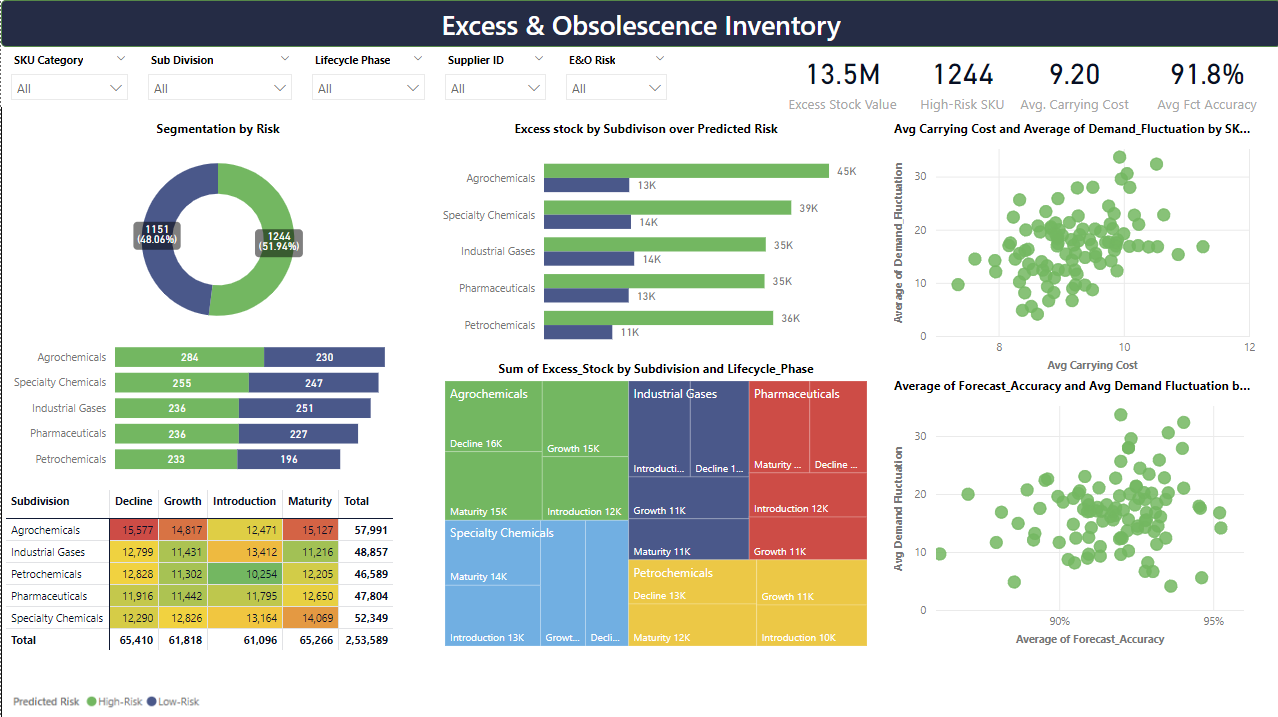 Excess & Obsolescence Inventory
SKU Category
Sub Division
Lifecycle Phase
Supplier ID
E&O Risk
All
All
All
All
All
13.5M
Excess Stock Value
1244
High-Risk SKU
9.20
Avg. Carrying Cost
91.8%
Avg Fct Accuracy
Segmentation by Risk
1151
(48.06%)
1244
(51.94%)
Agrochemicals 284 230
Specialty Chemicals 255 247
Industrial Gases 236 251
Pharmaceuticals 236 227
Petrochemicals 233 196
Subdivision Decline Growth Introduction Maturity Total
Agrochemicals 15,577 14,817 12,471 15,127 57,991
Industrial Gases 12,799 11,431 13,412 11,216 48,857
Petrochemicals 12,828 11,302 10,254 12,205 46,589
Pharmaceuticals 11,916 11,442 11,795 12,650 47,804
Specialty Chemicals 12,290 12,826 13,164 14,069 52,349
Total 65,410 61,818 61,096 65,266 2,53,589
Predicted Risk High-Risk Low-Risk
Excess stock by Subdivison over Predicted Risk
Agrochemicals 45K
13K
Specialty Chemicals 39K
14K
Industrial Gases 35K
14K
Pharmaceuticals 35K
13K
Petrochemicals 36K
11K
Sum of Excess_Stock by Subdivision and Lifecycle_Phase
Agrochemicals
Decline 16K
Growth 15K
Maturity 15K
Introduction 12K
Specialty Chemicals
Maturity 14K
Introduction 13K
Growt...
Decli...
Industrial Gases
Introducti...
Decline 1...
Growth 11K
Maturity 11K
Pharmaceuticals
Maturity ...
Decline ...
Introduction 12K
Growth 11K
Petrochemicals
Decline 13K
Growth 11K
Maturity 12K
Introduction 10K
Avg Carrying Cost and Average of Demand_Fluctuation by SK...
Average of Demand_Fluctuation
30
20
10
0
8 10 12
Avg Carrying Cost
Average of Forecast_Accuracy and Avg Demand Fluctuation b...
Avg Demand Fluctuation
30
20
10
0
90% 95%
Average of Forecast_Accuracy